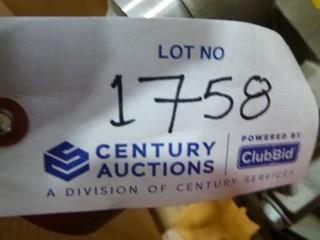 LOT NO
1758
CENTURY AUCTIONS
POWERED BY
ClubBid
A DIVISION OF CENTURY SERVICES